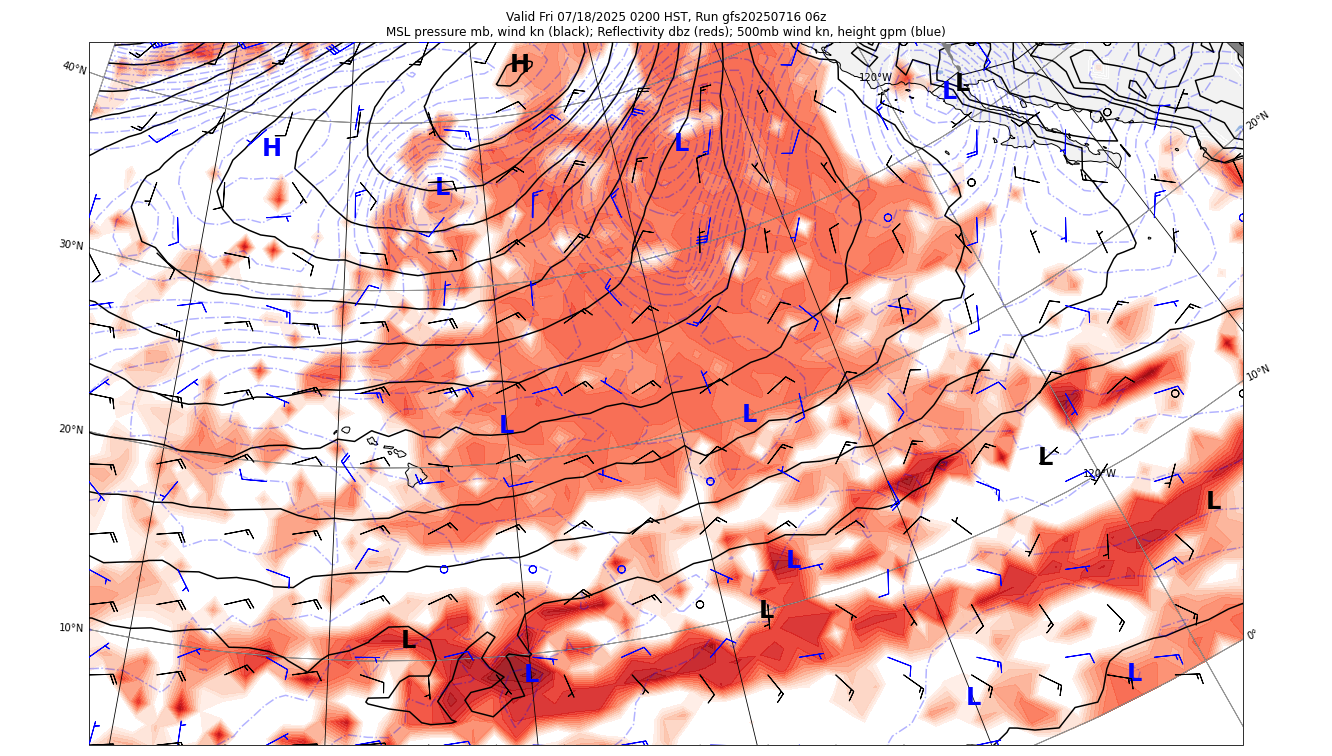 Valid Fri 07/18/2025 0200 HST, Run gfs20250716 06z
MSL pressure mb, wind kn (black); Reflectivity dbz (reds); 500mb wind kn, height gpm (blue)
H
40°N
120°W
L
L
20°N
H
L
L
30°N
10°N
L
L
20°N
L
120°W
L
L
L
10°N
L
0°
L
L
L